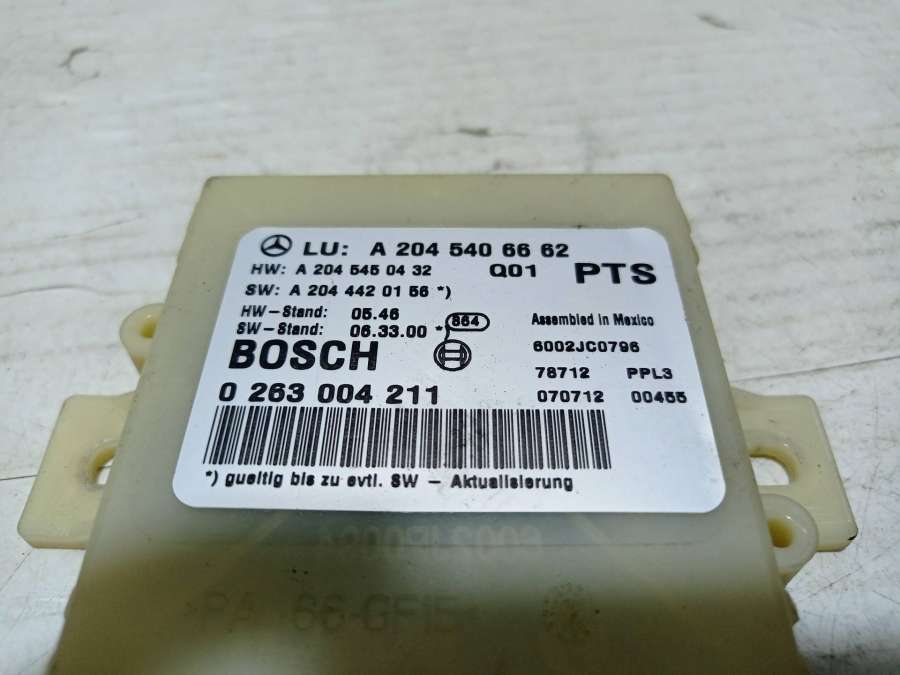 LU: A 204 540 66 62
HW: A 204 545 04 32 Q01 PTS
SW: A 204 442 01 56 *)
HW-Stand: 05.46
SW-Stand: 06.33.00 *) 864
Assembled in Mexico
BOSCH
6002JC0796
78712 PPL3
0 263 004 211
070712 00455
*) gueltig bis zu evtl. SW - Aktualisierung